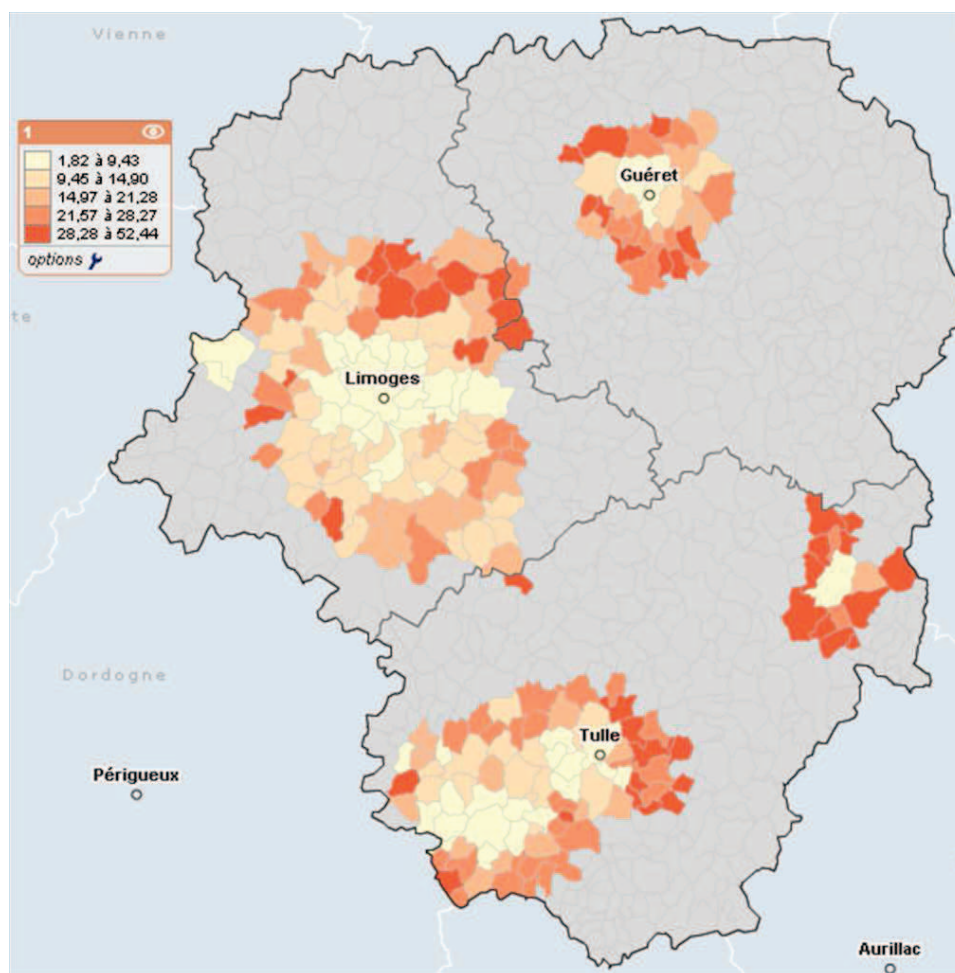 Vienne
1
1,82 à 9,43
9,45 à 14,90
14,97 à 21,28
21,57 à 28,27
28,28 à 52,44
options
Guéret
te
Limoges
Dordogne
Tulle
Périgueux
Aurillac